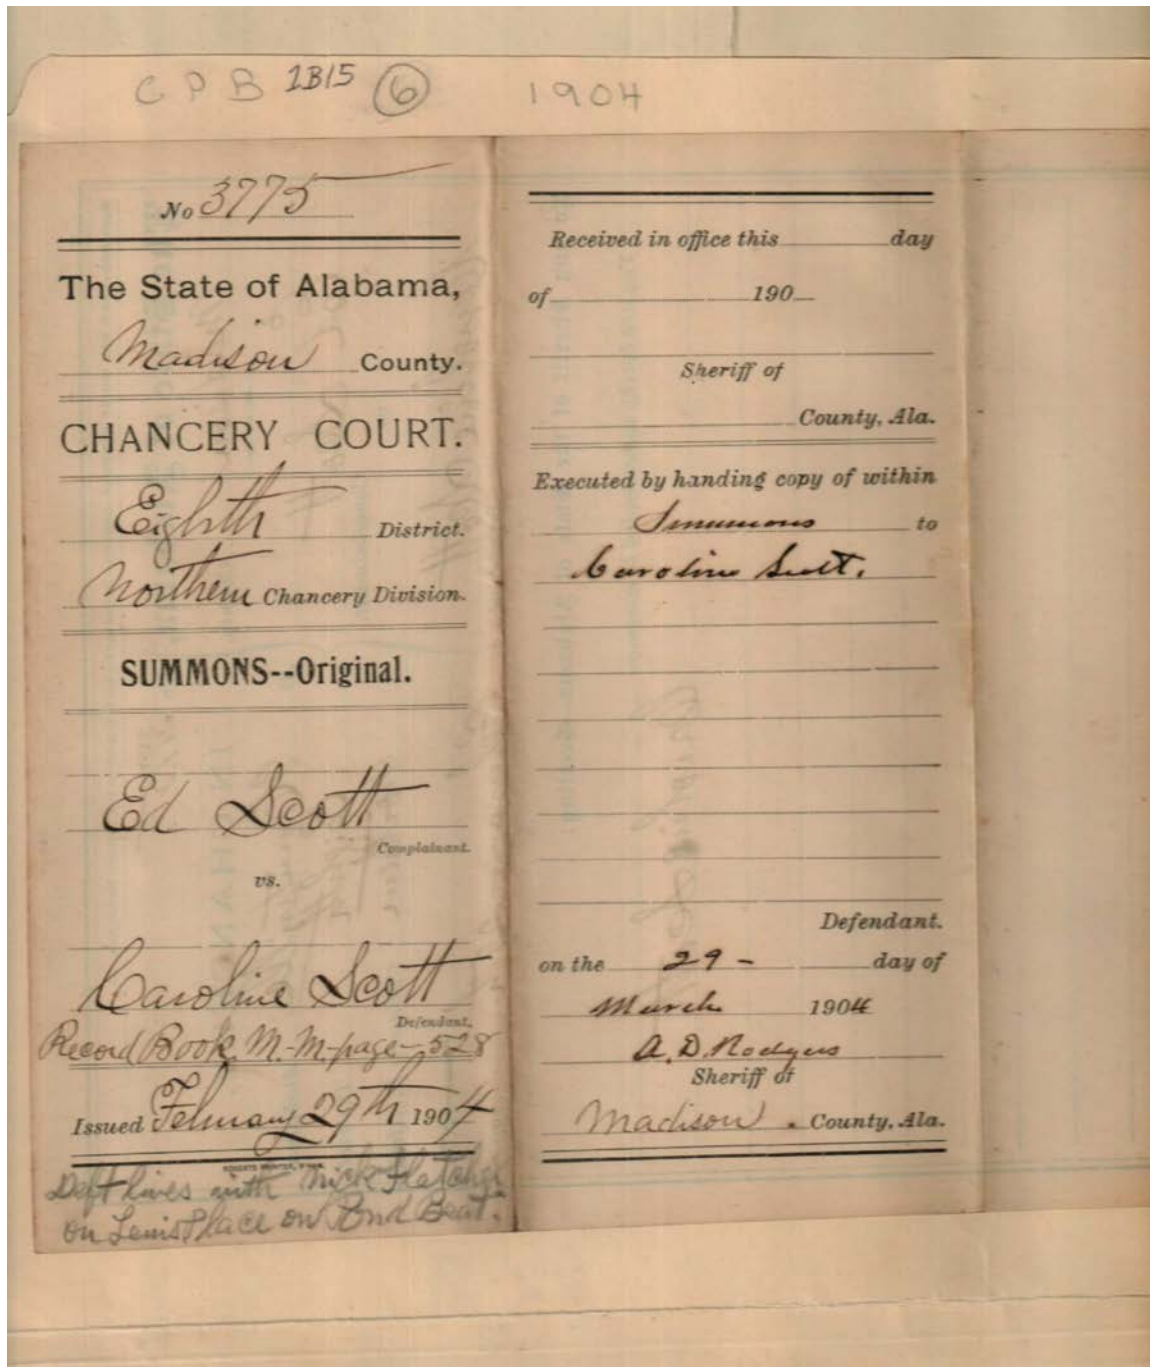 CPB 1B15 6 1904
No 3775
The State of Alabama,
Madison County.
CHANCERY COURT.
Eighth District.
Northern Chancery Division.
SUMMONS--Original.
Ed Scott
Complainant.
vs.
Caroline Scott
Defendant.
Record Book M.-M-page-528
Issued February 29th 1904
Deft lives with Nick Fletcher
on Lewis Place on Bend Beat.
Received in office this day
of 190
Sheriff of
County, Ala.
Executed by handing copy of within
Summons to
Caroline Scott.
Defendant.
on the 29- day of
March 1904
A. D. Rodgers
Sheriff of
Madison . County, Ala.